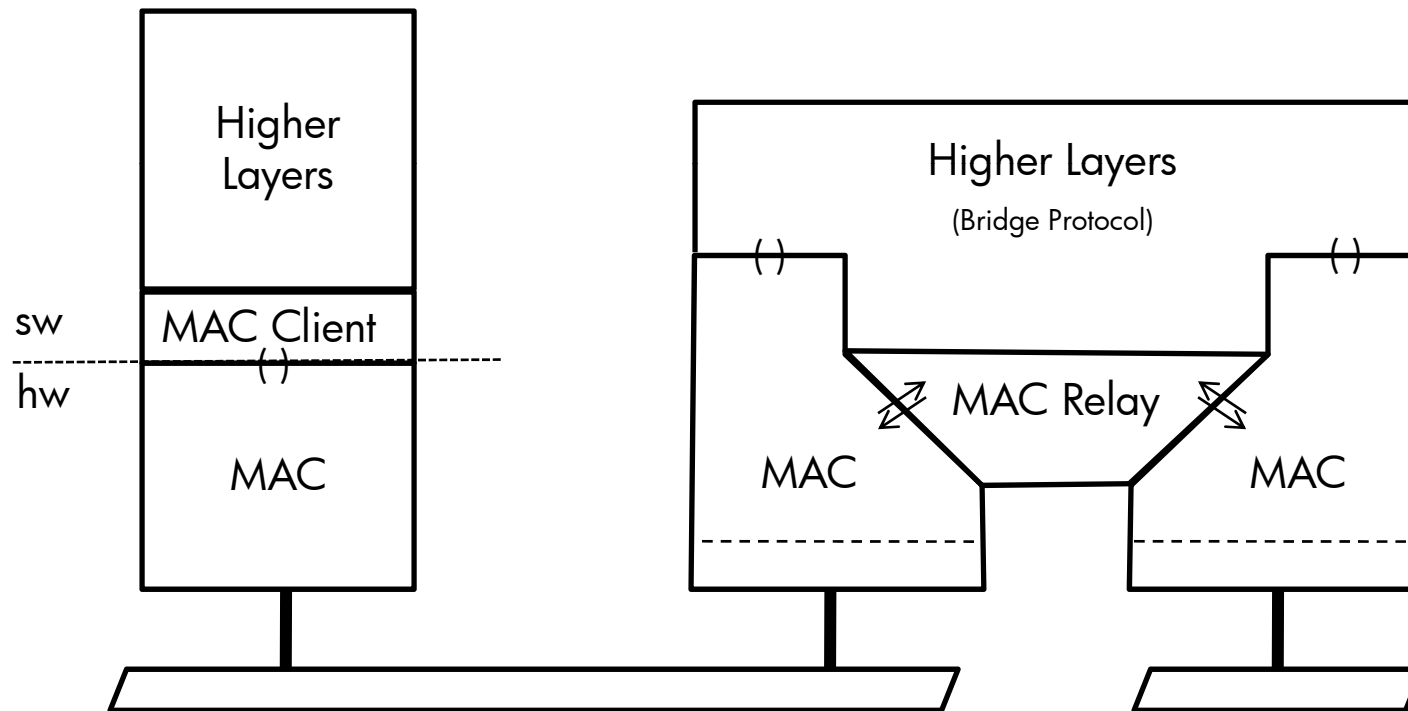 Higher
Layers
sw
MAC Client
( )
hw
MAC
Higher Layers
(Bridge Protocol)
( )
( )
MAC Relay
MAC
MAC